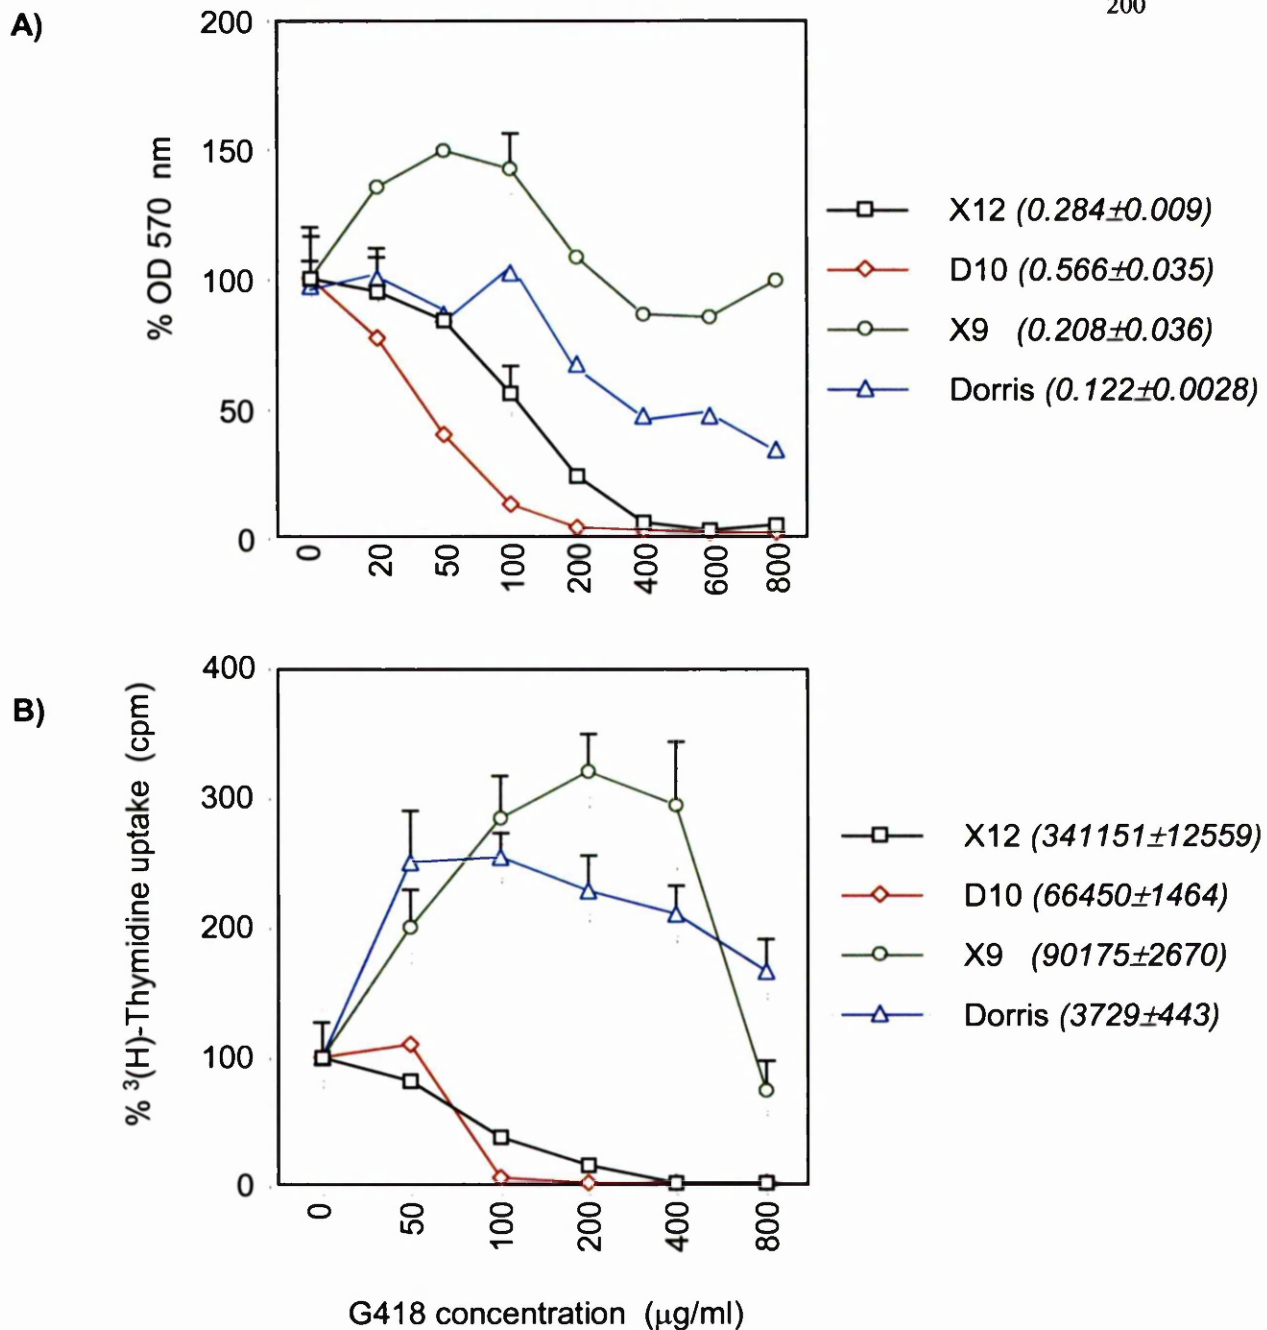 200
A)
% OD 570 nm
200
150
100
50
0
0 20 50 100 200 400 600 800
X12 (0.284±0.009)
D10 (0.566±0.035)
X9 (0.208±0.036)
Dorris (0.122±0.0028)
B)
% ³(H)-Thymidine uptake (cpm)
400
300
200
100
0
0 50 100 200 400 800
X12 (341151±12559)
D10 (66450±1464)
X9 (90175±2670)
Dorris (3729±443)
G418 concentration (μg/ml)